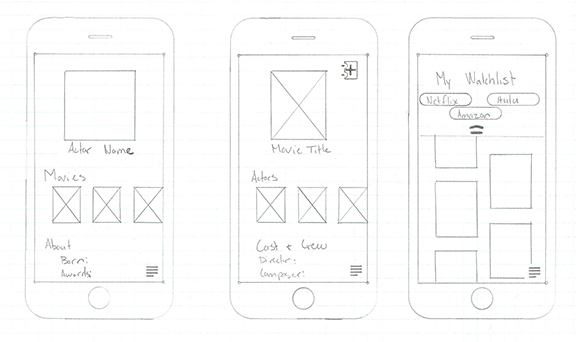 Actor Name
Movies
About
Born:
Awards:
Movie Title
Actors
Cast + Crew
Director:
Composer:
My Watchlist
Netflix
Hulu
Amazon